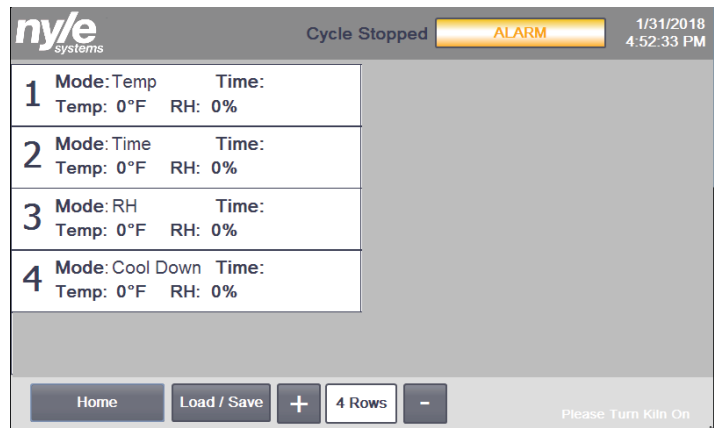 nyle systems
Cycle Stopped
ALARM
1/31/2018
4:52:33 PM
1
Mode: Temp Time:
Temp: 0°F RH: 0%
2
Mode: Time Time:
Temp: 0°F RH: 0%
3
Mode: RH Time:
Temp: 0°F RH: 0%
4
Mode: Cool Down Time:
Temp: 0°F RH: 0%
Home Load / Save + 4 Rows -
Please Turn Kiln On